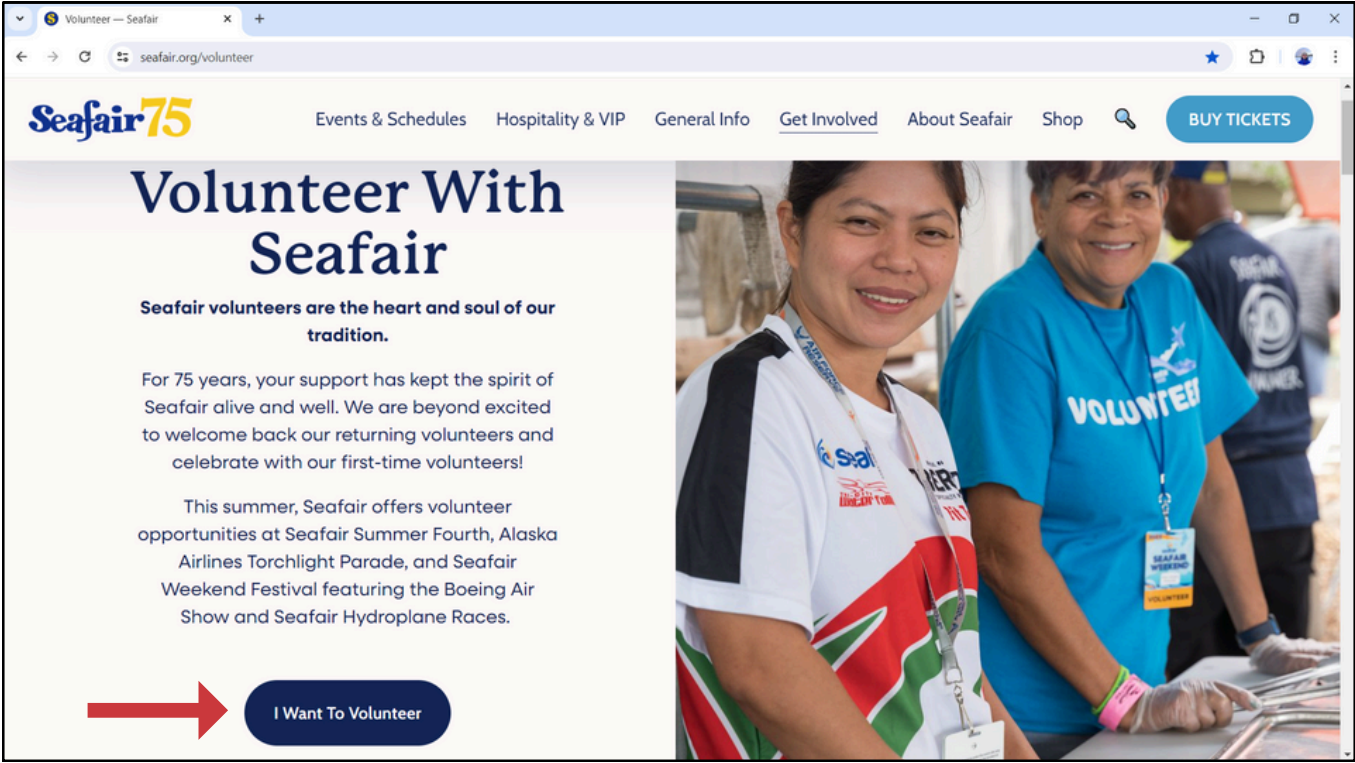 Volunteer — Seafair
seafair.org/volunteer
Seafair 75
Events & Schedules
Hospitality & VIP
General Info
Get Involved
About Seafair
Shop
BUY TICKETS
Volunteer With
Seafair
Seafair volunteers are the heart and soul of our
tradition.
For 75 years, your support has kept the spirit of
Seafair alive and well. We are beyond excited
to welcome back our returning volunteers and
celebrate with our first-time volunteers!
This summer, Seafair offers volunteer
opportunities at Seafair Summer Fourth, Alaska
Airlines Torchlight Parade, and Seafair
Weekend Festival featuring the Boeing Air
Show and Seafair Hydroplane Races.
I Want To Volunteer
VOLUNTEER
SEAFAIR
WEEKEND
VOLUNTEER